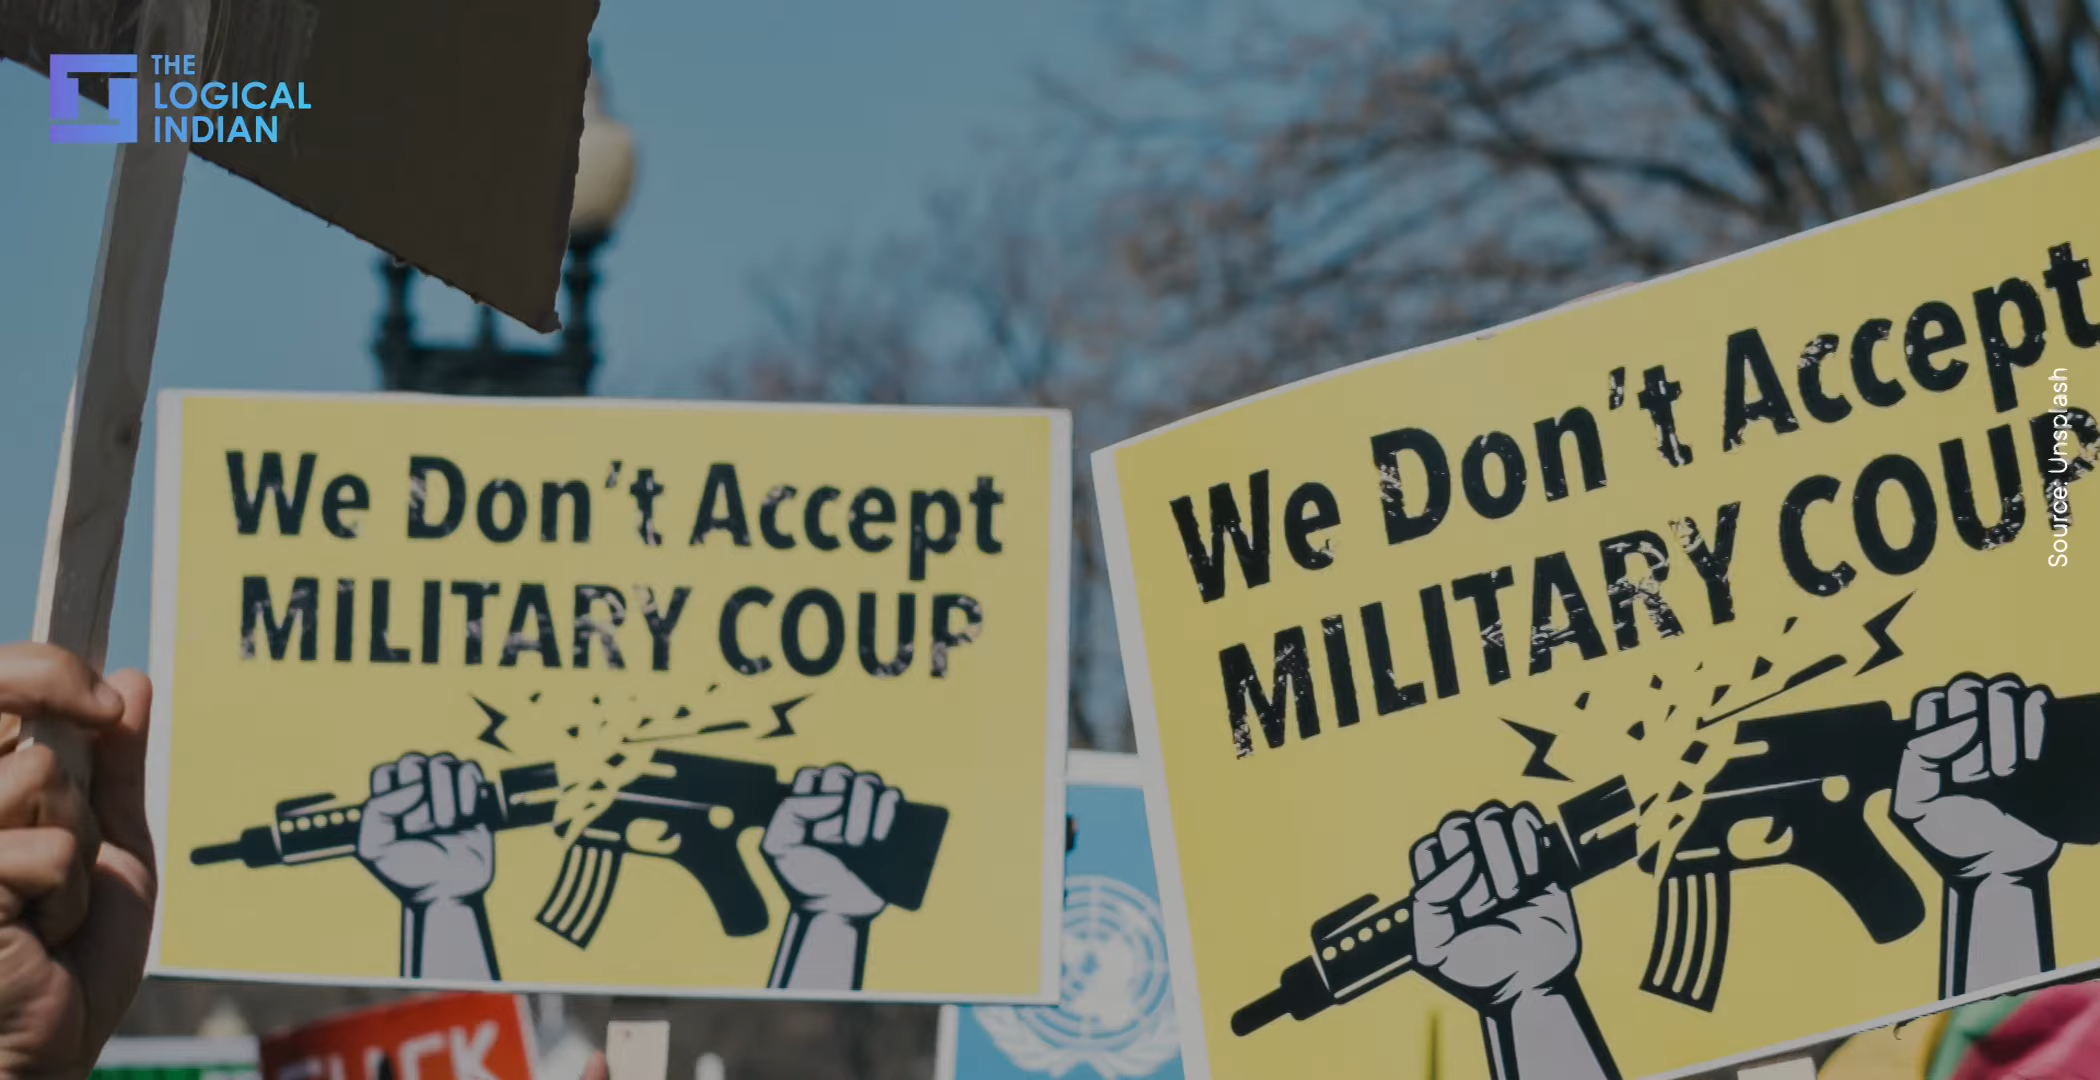 THE
LOGICAL
INDIAN
We Don't Accept
MILITARY COUP
We Don't Accept
MILITARY COUP
Source: Unsplash